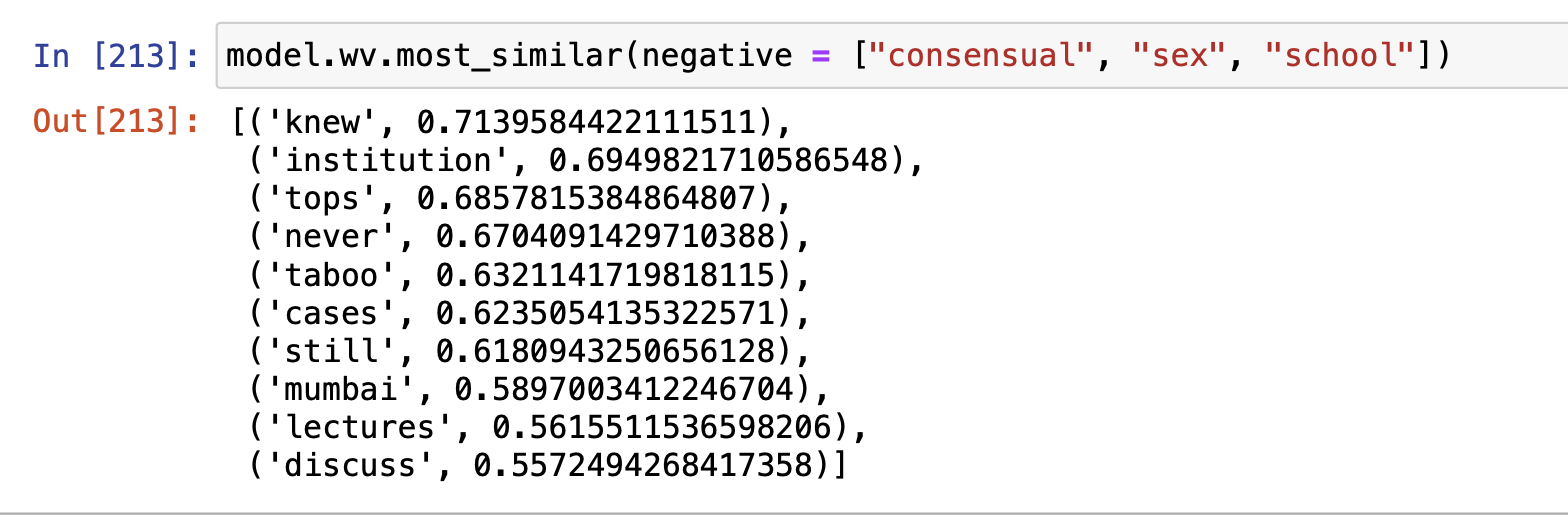 In [213]: model.wv.most_similar(negative = ["consensual", "sex", "school"])
Out[213]: [('knew', 0.7139584422111511),
('institution', 0.6949821710586548),
('tops', 0.6857815384864807),
('never', 0.6704091429710388),
('taboo', 0.6321141719818115),
('cases', 0.6235054135322571),
('still', 0.6180943250656128),
('mumbai', 0.5897003412246704),
('lectures', 0.5615511536598206),
('discuss', 0.5572494268417358)]